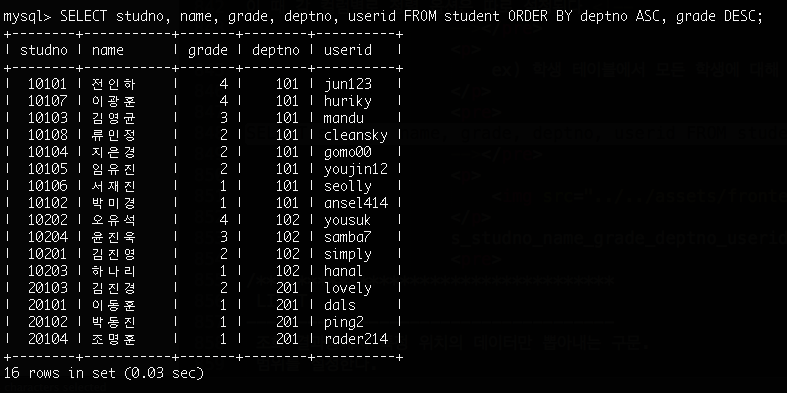 mysql> SELECT studno, name, grade, deptno, userid FROM student ORDER BY deptno ASC, grade DESC;
+--------+-----------+-------+--------+----------+
| studno | name      | grade | deptno | userid   |
+--------+-----------+-------+--------+----------+
|  10101 | 전인하 |     4 |    101 | jun123   |
|  10107 | 이광훈 |     4 |    101 | huriky   |
|  10103 | 김영균 |     3 |    101 | mandu    |
|  10108 | 류민정 |     2 |    101 | cleansky |
|  10104 | 지은경 |     2 |    101 | gomo00   |
|  10105 | 임유진 |     2 |    101 | youjin12 |
|  10106 | 서재진 |     1 |    101 | seolly   |
|  10102 | 박미경 |     1 |    101 | ansel414 |
|  10202 | 오유석 |     4 |    102 | yousuk   |
|  10204 | 윤진욱 |     3 |    102 | samba7   |
|  10201 | 김진영 |     2 |    102 | simply   |
|  10203 | 하나리 |     1 |    102 | hanal    |
|  20103 | 김진경 |     2 |    201 | lovely   |
|  20101 | 이동훈 |     1 |    201 | dals     |
|  20102 | 박동진 |     1 |    201 | ping2    |
|  20104 | 조명훈 |     1 |    201 | rader214 |
+--------+-----------+-------+--------+----------+
16 rows in set (0.03 sec)